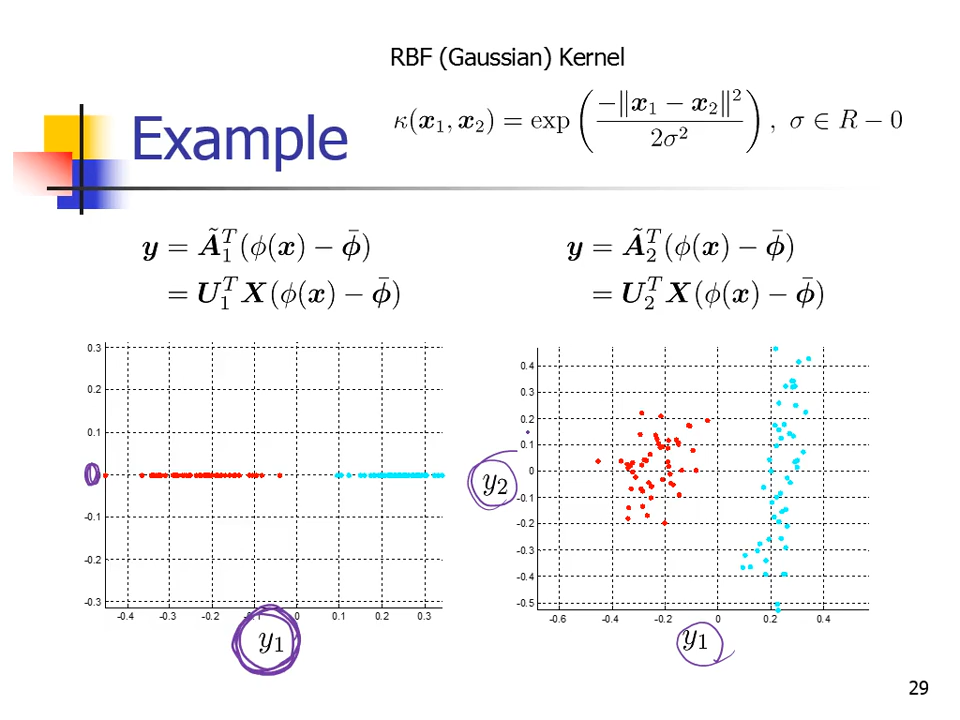 RBF (Gaussian) Kernel
Example
κ(x₁, x₂) = exp ( −‖x₁ − x₂‖² / 2σ² ) , σ ∈ R − 0
y = Ã₁ᵀ(ϕ(x) − ϕ̄)
= U₁ᵀX(ϕ(x) − ϕ̄)
y = Ã₂ᵀ(ϕ(x) − ϕ̄)
= U₂ᵀX(ϕ(x) − ϕ̄)
0.3
0.2
0.1
0
-0.1
-0.2
-0.3
-0.4 -0.3 -0.2 -0.1 0 0.1 0.2 0.3
y₁
0.4
0.3
0.2
0.1
0
-0.1
-0.2
-0.3
-0.4
-0.5
y₂
-0.6 -0.4 -0.2 0 0.2 0.4
y₁
29